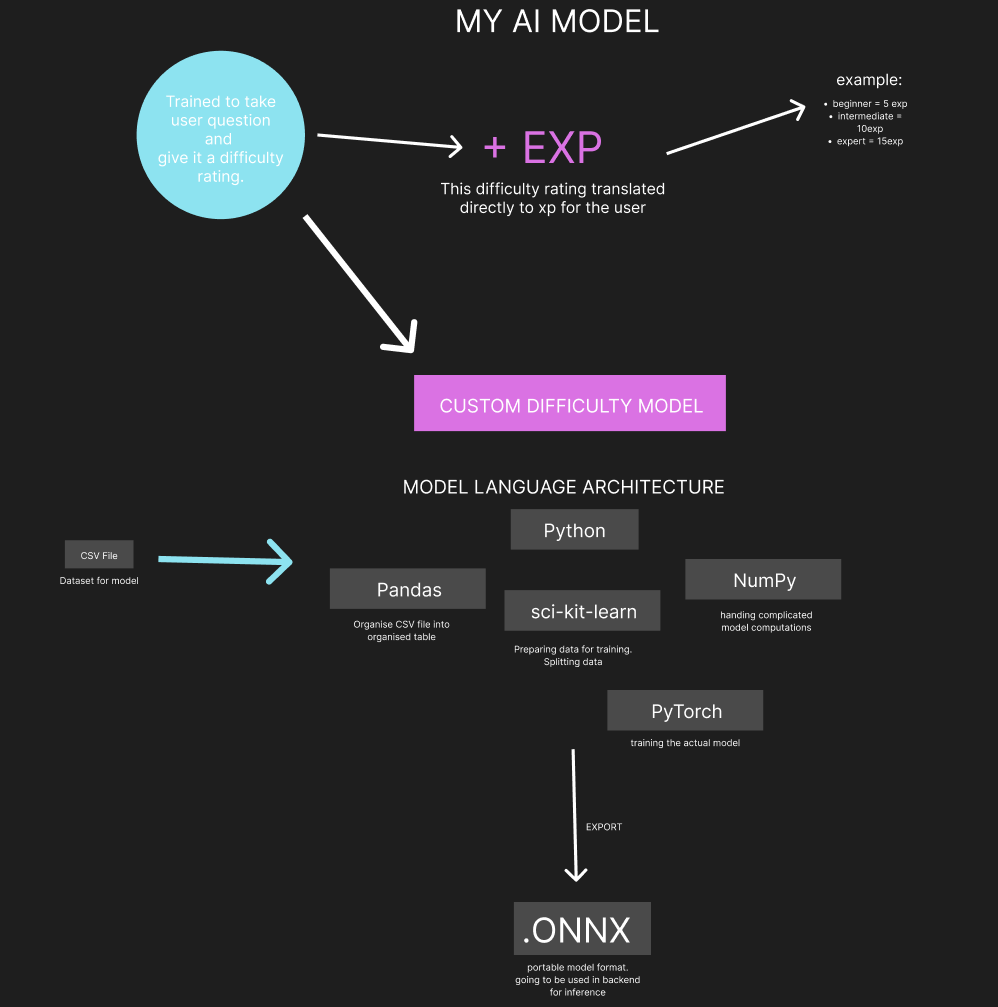 MY AI MODEL
Trained to take
user question
and
give it a difficulty
rating.
+ EXP
This difficulty rating translated
directly to xp for the user
example:
• beginner = 5 exp
• intermediate =
10exp
• expert = 15exp
CUSTOM DIFFICULTY MODEL
MODEL LANGUAGE ARCHITECTURE
Python
CSV File
Dataset for model
Pandas
Organise CSV file into
organised table
sci-kit-learn
Preparing data for training.
Splitting data
NumPy
handing complicated
model computations
PyTorch
training the actual model
EXPORT
.ONNX
portable model format.
going to be used in backend
for inference